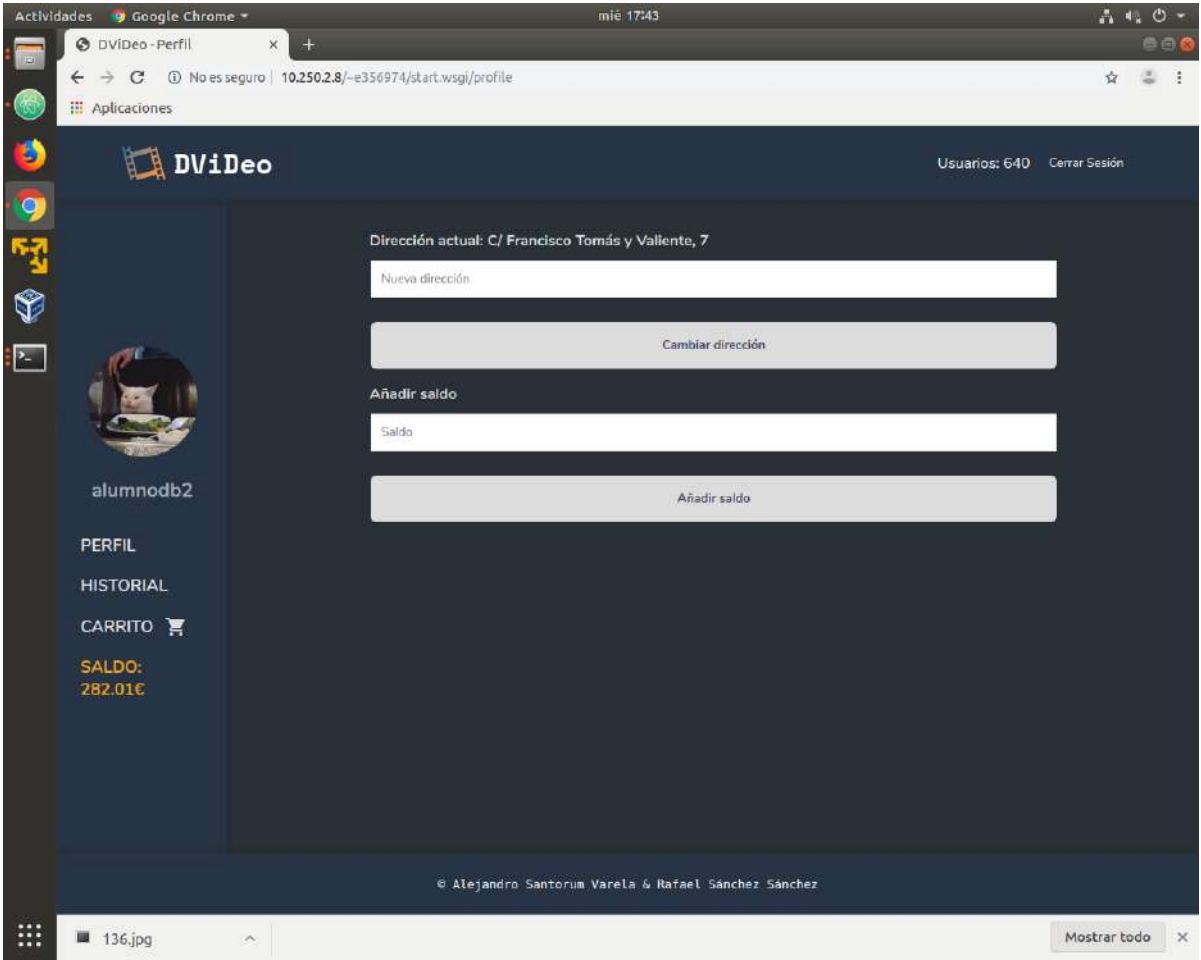 Actividades Google Chrome mié 17:43
DViDeo - Perfil
No es seguro 10.250.2.8/~e356974/start.wsgi/profile
Aplicaciones
DViDeo
Usuarios: 640 Cerrar Sesión
Dirección actual: C/ Francisco Tomás y Valiente, 7
Nueva dirección
Cambiar dirección
Añadir saldo
Saldo
Añadir saldo
alumnodb2
PERFIL
HISTORIAL
CARRITO
SALDO:
282.01€
© Alejandro Santorum Varela & Rafael Sánchez Sánchez
136.jpg Mostrar todo